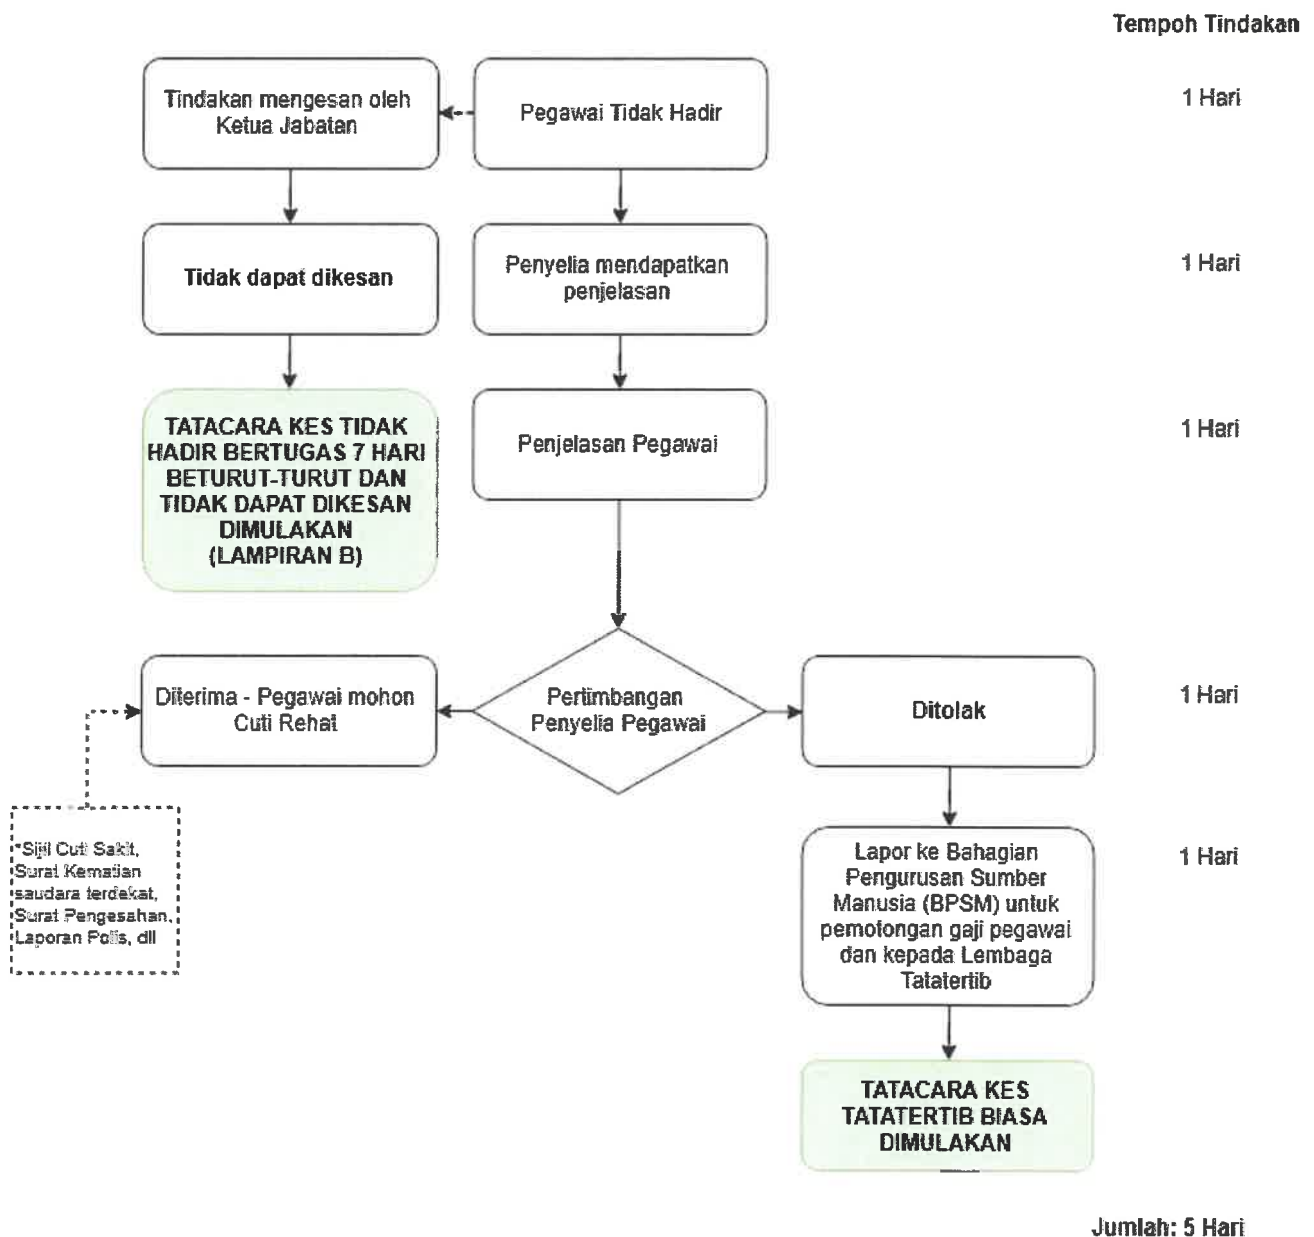 Tempoh Tindakan
Tindakan mengesan oleh
Ketua Jabatan
Pegawai Tidak Hadir
1 Hari
Tidak dapat dikesan
Penyelia mendapatkan
penjelasan
1 Hari
TATACARA KES TIDAK
HADIR BERTUGAS 7 HARI
BETURUT-TURUT DAN
TIDAK DAPAT DIKESAN
DIMULAKAN
(LAMPIRAN B)
Penjelasan Pegawai
1 Hari
Diterima - Pegawai mohon
Cuti Rehat
Pertimbangan
Penyelia Pegawai
Ditolak
1 Hari
*Sijil Cuti Sakit,
Surat Kematian
saudara terdekat,
Surat Pengesahan,
Laporan Polis, dll
Lapor ke Bahagian
Pengurusan Sumber
Manusia (BPSM) untuk
pemotongan gaji pegawai
dan kepada Lembaga
Tatatertib
1 Hari
TATACARA KES
TATATERTIB BIASA
DIMULAKAN
Jumlah: 5 Hari